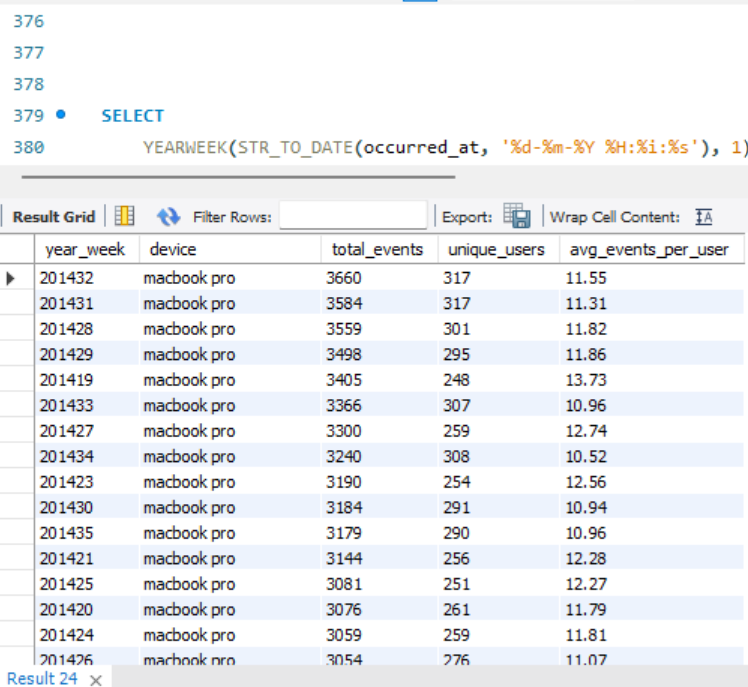 376
377
378
379 SELECT
380 YEARWEEK(STR_TO_DATE(occurred_at, '%d-%m-%Y %H:%i:%s'), 1)
Result Grid Filter Rows: Export: Wrap Cell Content: IA
year_week device total_events unique_users avg_events_per_user
201432 macbook pro 3660 317 11.55
201431 macbook pro 3584 317 11.31
201428 macbook pro 3559 301 11.82
201429 macbook pro 3498 295 11.86
201419 macbook pro 3405 248 13.73
201433 macbook pro 3366 307 10.96
201427 macbook pro 3300 259 12.74
201434 macbook pro 3240 308 10.52
201423 macbook pro 3190 254 12.56
201430 macbook pro 3184 291 10.94
201435 macbook pro 3179 290 10.96
201421 macbook pro 3144 256 12.28
201425 macbook pro 3081 251 12.27
201420 macbook pro 3076 261 11.79
201424 macbook pro 3059 259 11.81
201426 macbook pro 3054 276 11.07
Result 24